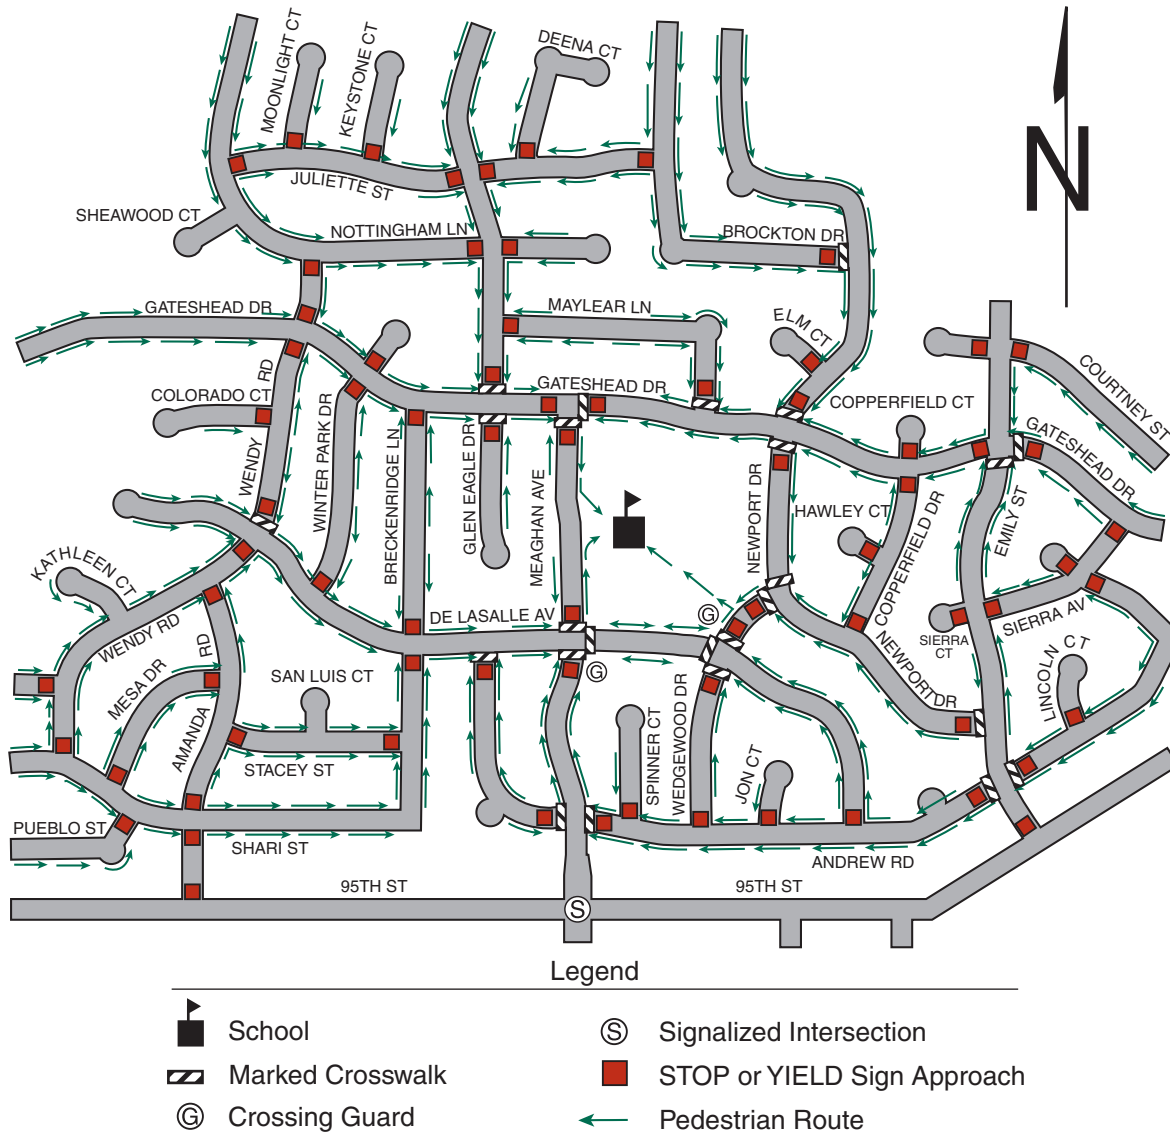 MOONLIGHT CT
KEYSTONE CT
DEENA CT
N
JULIETTE ST
SHEAWOOD CT
NOTTINGHAM LN
BROCKTON DR
GATESHEAD DR
MAYLEAR LN
ELM CT
COURTNEY ST
COLORADO CT
WENDY RD
WINTER PARK DR
BRECKENRIDGE LN
GATESHEAD DR
COPPERFIELD CT
GATESHEAD DR
GLEN EAGLE DR
MEAGHAN AVE
NEWPORT DR
HAWLEY CT
COPPERFIELD DR
EMILY ST
KATHLEEN CT
WENDY RD
DE LASALLE AV
G
NEWPORT DR
SIERRA
CT
SIERRA AV
LINCOLN CT
MESA DR
AMANDA RD
SAN LUIS CT
G
STACEY ST
SPINNER CT
WEDGEWOOD DR
JON CT
PUEBLO ST
SHARI ST
ANDREW RD
95TH ST
95TH ST
S
Legend
School
S Signalized Intersection
Marked Crosswalk
STOP or YIELD Sign Approach
G Crossing Guard
Pedestrian Route